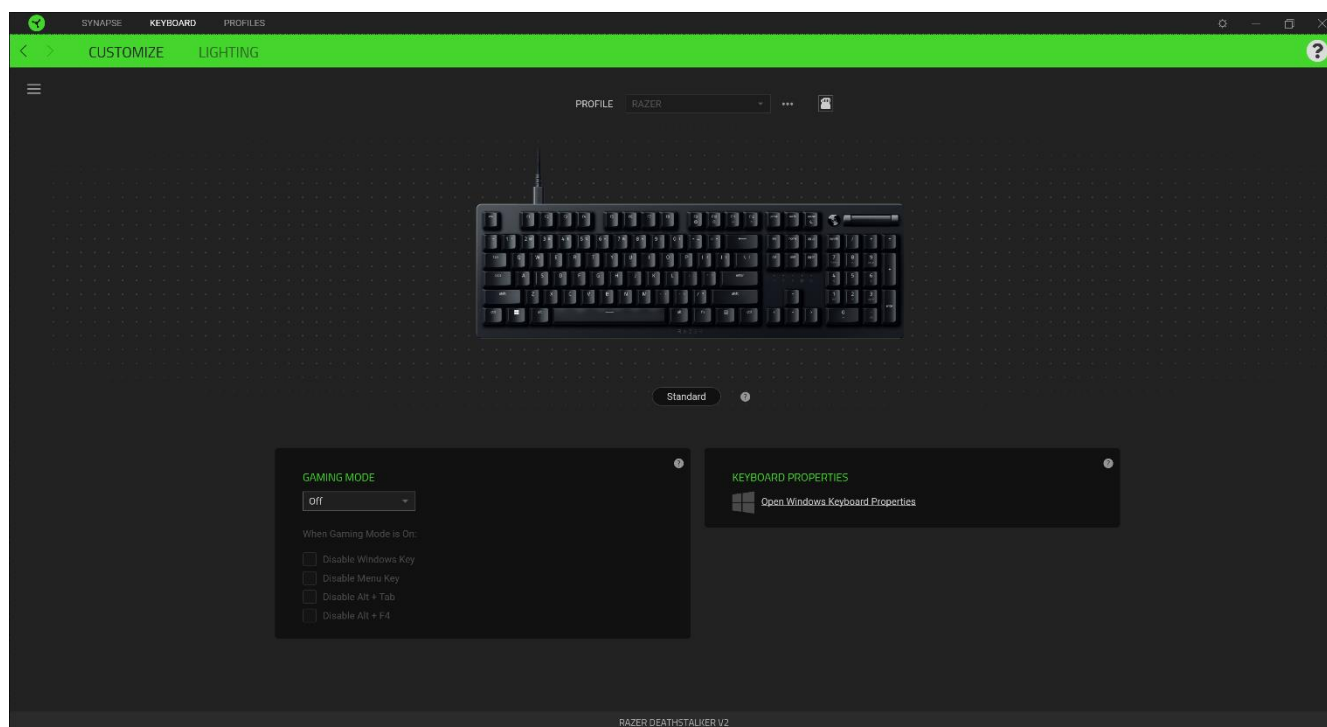 SYNAPSE KEYBOARD PROFILES
CUSTOMIZE LIGHTING
PROFILE RAZER
Standard
GAMING MODE
Off
When Gaming Mode is On:
Disable Windows Key
Disable Menu Key
Disable Alt + Tab
Disable Alt + F4
KEYBOARD PROPERTIES
Open Windows Keyboard Properties
RAZER DEATHSTALKER V2